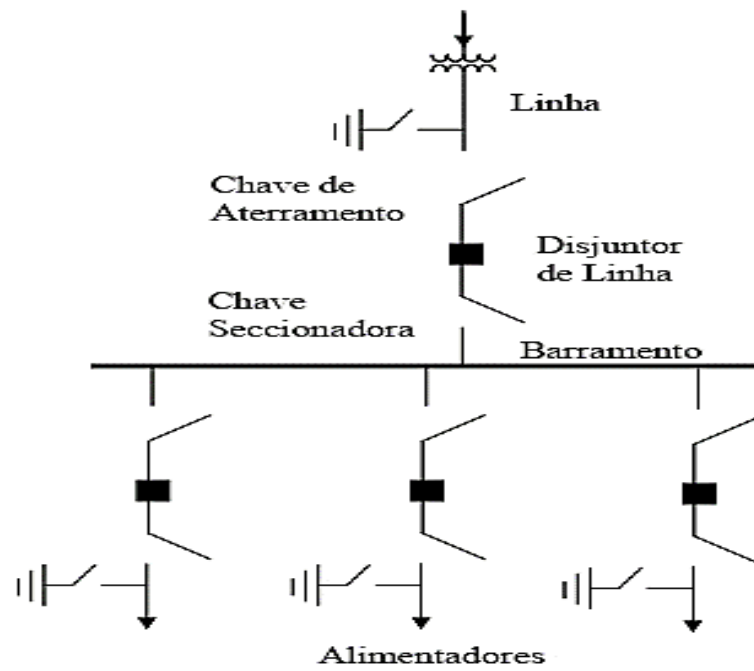 Linha
Chave de
Aterramento
Disjuntor
de Linha
Chave
Seccionadora
Barramento
Alimentadores